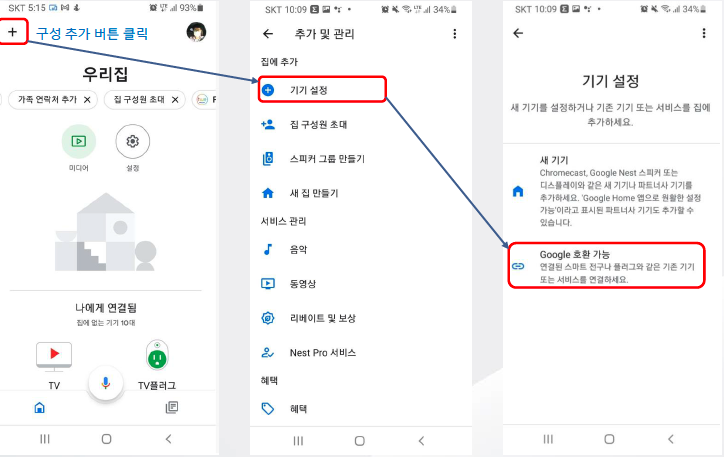 SKT 5:15
93%
+ 구성 추가 버튼 클릭
우리집
가족 연락처 추가 ×
집 구성원 초대 ×
F
미디어
설정
나에게 연결됨
집에 없는 기기 10대
TV
TV플러그
SKT 10:09
34%
추가 및 관리
집에 추가
기기 설정
집 구성원 초대
스피커 그룹 만들기
새 집 만들기
서비스 관리
음악
동영상
리베이트 및 보상
Nest Pro 서비스
혜택
혜택
SKT 10:09
34%
기기 설정
새 기기를 설정하거나 기존 기기 또는 서비스를 집에
추가하세요.
새 기기
Chromecast, Google Nest 스피커 또는
디스플레이와 같은 새 기기나 파트너사 기기를
추가하세요. 'Google Home 앱으로 원활한 설정
가능'이라고 표시된 파트너사 기기도 추가할 수
있습니다.
Google 호환 가능
연결된 스마트 전구나 플러그와 같은 기존 기기
또는 서비스를 연결하세요.